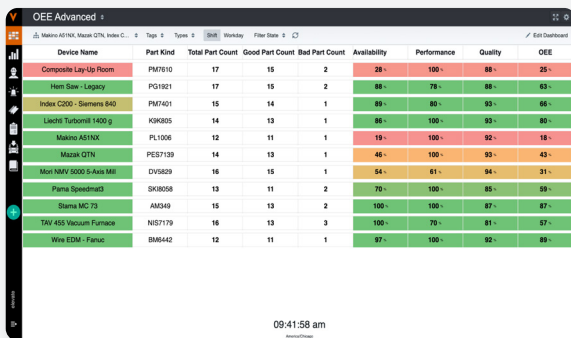 OEE Advanced
Makino A51NX, Mazak QTN, Index C... Tags Types Shift Workday Filter State Edit Dashboard
Device Name Part Kind Total Part Count Good Part Count Bad Part Count Availability Performance Quality OEE
Composite Lay-Up Room PM7610 17 15 2 28 % 100 % 88 % 25 %
Hem Saw - Legacy PG1921 17 15 2 88 % 78 % 88 % 63 %
Index C200 - Siemens 840 PM7401 15 14 1 89 % 80 % 93 % 66 %
Liechti Turbomill 1400 g K9K805 14 13 1 86 % 100 % 93 % 80 %
Makino A51NX PL1006 12 11 1 19 % 100 % 92 % 18 %
Mazak QTN PES7139 14 13 1 46 % 100 % 93 % 43 %
Mori NMV 5000 5-Axis Mill DV5829 16 15 1 54 % 61 % 94 % 31 %
Pama Speedmat3 SKI8058 13 11 2 70 % 100 % 85 % 59 %
Stama MC 73 AM349 15 13 2 100 % 100 % 87 % 87 %
TAV 455 Vacuum Furnace NIS7179 16 13 3 100 % 70 % 81 % 57 %
Wire EDM - Fanuc BM6442 12 11 1 97 % 100 % 92 % 89 %
elevate
09:41:58 am
America/Chicago